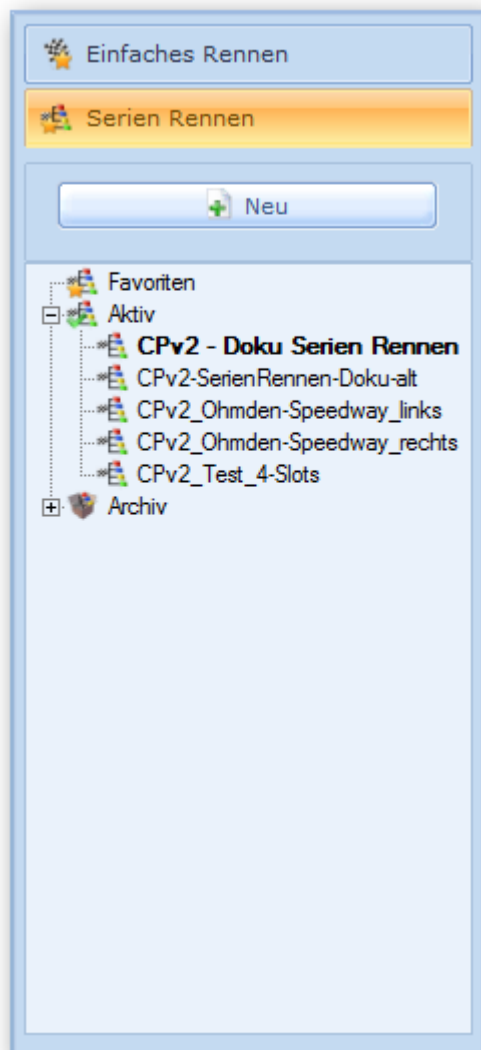 Einfaches Rennen
Serien Rennen
Neu
Favoriten
Aktiv
CPv2 - Doku Serien Rennen
CPv2-SerienRennen-Doku-alt
CPv2_Ohmden-Speedway_links
CPv2_Ohmden-Speedway_rechts
CPv2_Test_4-Slots
Archiv